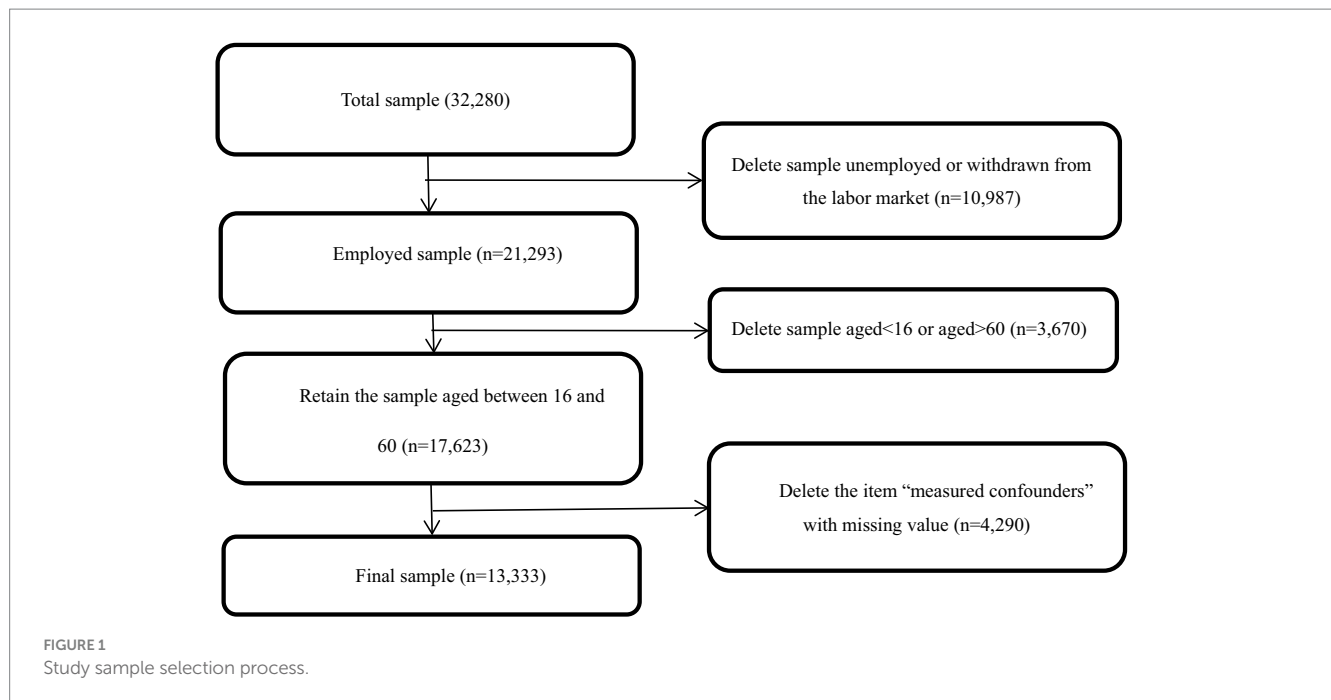 Total sample (32,280)
Delete sample unemployed or withdrawn from
the labor market (n=10,987)
Employed sample (n=21,293)
Delete sample aged<16 or aged>60 (n=3,670)
Retain the sample aged between 16 and
60 (n=17,623)
Delete the item “measured confounders”
with missing value (n=4,290)
Final sample (n=13,333)
FIGURE 1
Study sample selection process.